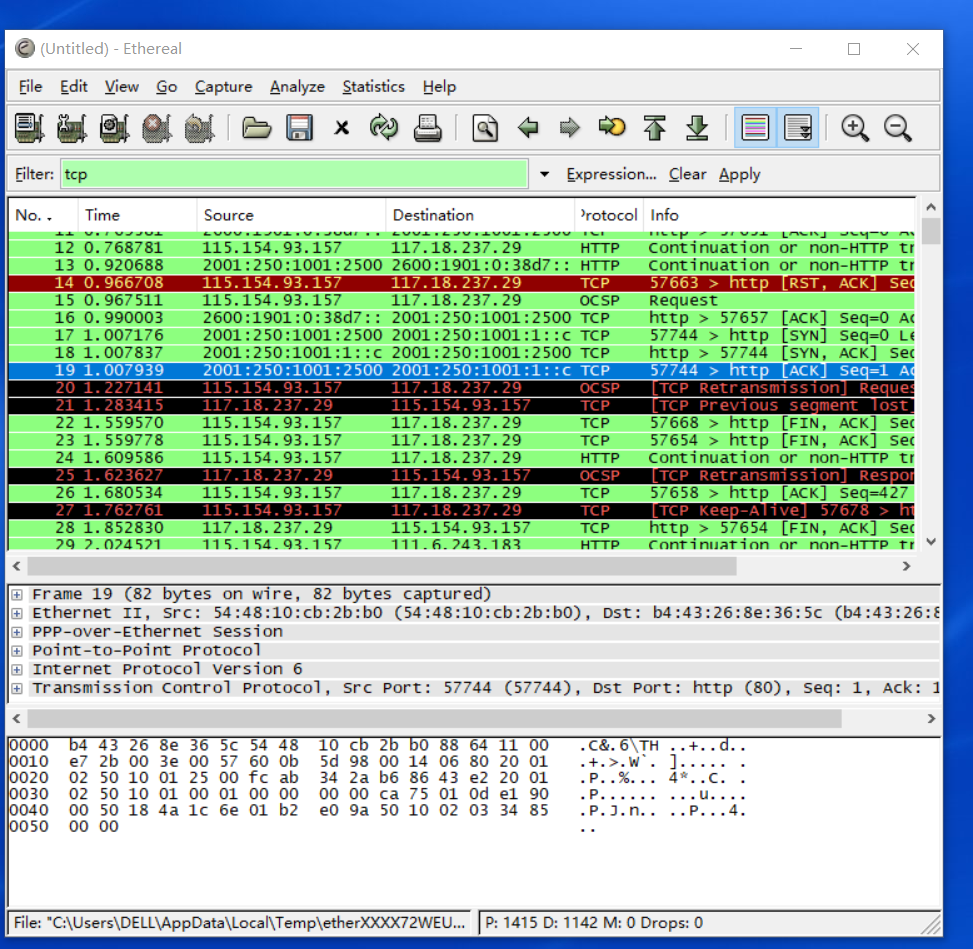 (Untitled) - Ethereal
File Edit View Go Capture Analyze Statistics Help
Filter: tcp Expression... Clear Apply
No. . Time Source Destination Protocol Info
12 0.768781 115.154.93.157 117.18.237.29 HTTP Continuation or non-HTTP tr
13 0.920688 2001:250:1001:2500 2600:1901:0:38d7:: HTTP Continuation or non-HTTP tr
14 0.966708 115.154.93.157 117.18.237.29 TCP 57663 > http [RST, ACK] Sec
15 0.967511 115.154.93.157 117.18.237.29 OCSP Request
16 0.990003 2600:1901:0:38d7:: 2001:250:1001:2500 TCP http > 57657 [ACK] Seq=0 Ac
17 1.007176 2001:250:1001:2500 2001:250:1001:1::c TCP 57744 > http [SYN] Seq=0 Le
18 1.007837 2001:250:1001:1::c 2001:250:1001:2500 TCP http > 57744 [SYN, ACK] Sec
19 1.007939 2001:250:1001:2500 2001:250:1001:1::c TCP 57744 > http [ACK] Seq=1 Ac
20 1.227141 115.154.93.157 117.18.237.29 OCSP [TCP Retransmission] Reques
21 1.283415 117.18.237.29 115.154.93.157 TCP [TCP Previous segment lost]
22 1.559570 115.154.93.157 117.18.237.29 TCP 57668 > http [FIN, ACK] Sec
23 1.559778 115.154.93.157 117.18.237.29 TCP 57654 > http [FIN, ACK] Sec
24 1.609586 115.154.93.157 117.18.237.29 HTTP Continuation or non-HTTP tr
25 1.623627 117.18.237.29 115.154.93.157 OCSP [TCP Retransmission] Respor
26 1.680534 115.154.93.157 117.18.237.29 TCP 57658 > http [ACK] Seq=427
27 1.762761 115.154.93.157 117.18.237.29 TCP [TCP Keep-Alive] 57678 > ht
28 1.852830 117.18.237.29 115.154.93.157 TCP http > 57654 [FIN, ACK] Sec
29 2.024521 115.154.93.157 111.6.243.183 HTTP Continuation or non-HTTP tr
Frame 19 (82 bytes on wire, 82 bytes captured)
Ethernet II, Src: 54:48:10:cb:2b:b0 (54:48:10:cb:2b:b0), Dst: b4:43:26:8e:36:5c (b4:43:26:8
PPP-over-Ethernet Session
Point-to-Point Protocol
Internet Protocol Version 6
Transmission Control Protocol, Src Port: 57744 (57744), Dst Port: http (80), Seq: 1, Ack: 1
0000 b4 43 26 8e 36 5c 54 48 10 cb 2b b0 88 64 11 00 .C&.6\TH ..+..d..
0010 e7 2b 00 3e 00 57 60 0b 5d 98 00 14 06 80 20 01 .+.>.W`. ]..... .
0020 02 50 10 01 25 00 fc ab 34 2a b6 86 43 e2 20 01 .P..%... 4*..C. .
0030 02 50 10 01 00 01 00 00 00 00 ca 75 01 0d e1 90 .P...... ...u....
0040 00 50 18 4a 1c 6e 01 b2 e0 9a 50 10 02 03 34 85 .P.J.n.. ..P...4.
0050 00 00 ..
File: "C:\Users\DELL\AppData\Local\Temp\etherXXXX72WEU... P: 1415 D: 1142 M: 0 Drops: 0